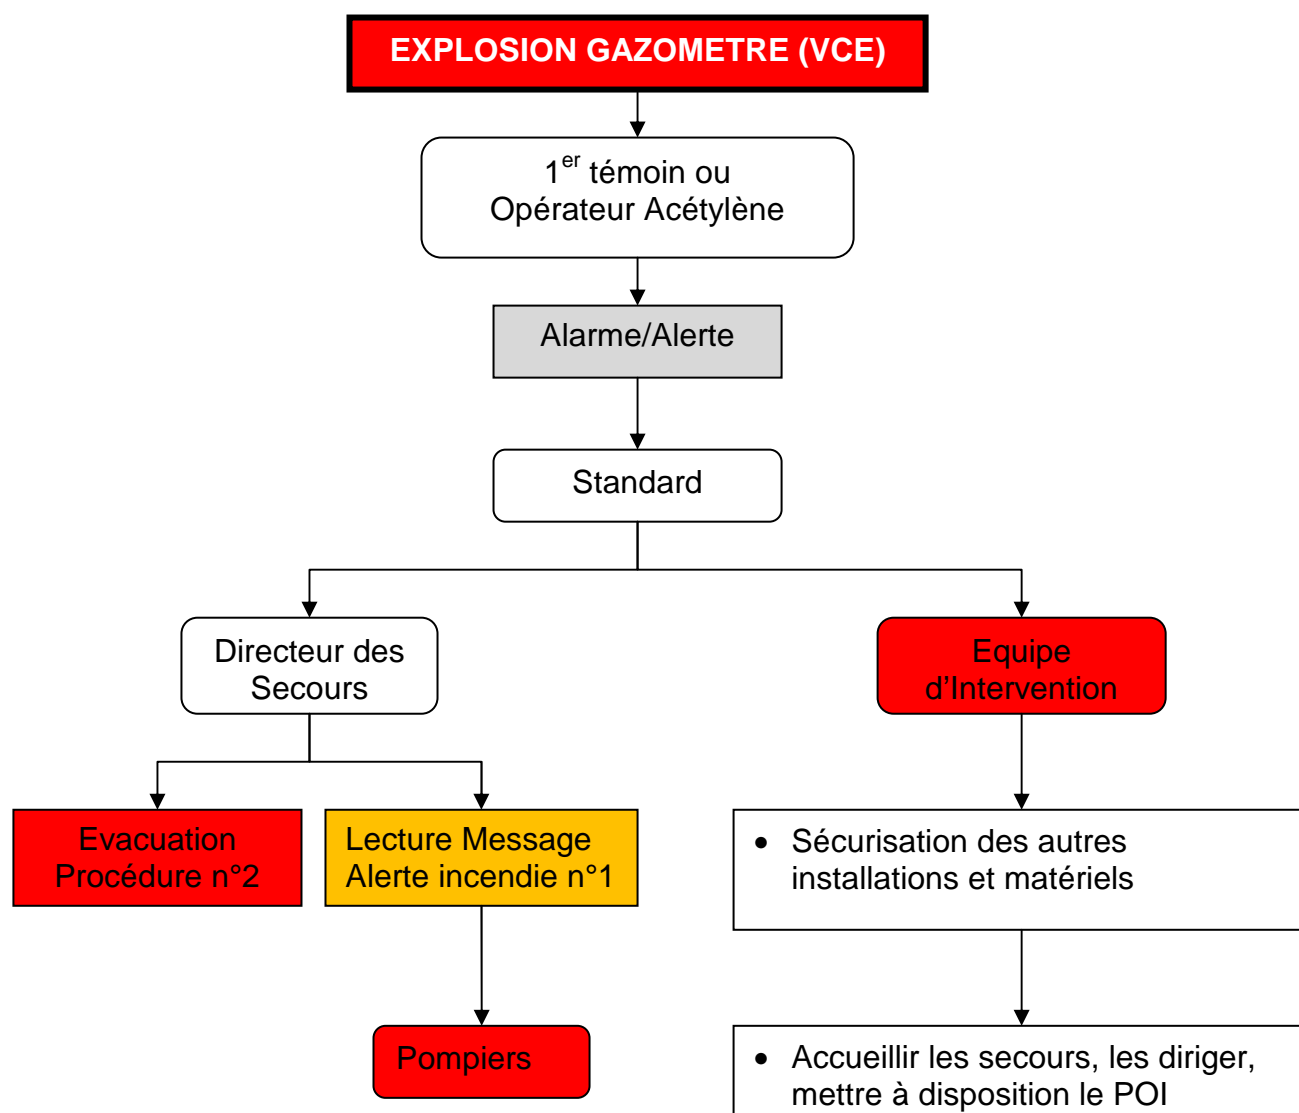 EXPLOSION GAZOMETRE (VCE)
1er témoin ou
Opérateur Acétylène
Alarme/Alerte
Standard
Directeur des
Secours
Equipe
d'Intervention
Evacuation
Procédure n°2
Lecture Message
Alerte incendie n°1
• Sécurisation des autres
installations et matériels
Pompiers
• Accueillir les secours, les diriger,
mettre à disposition le POI